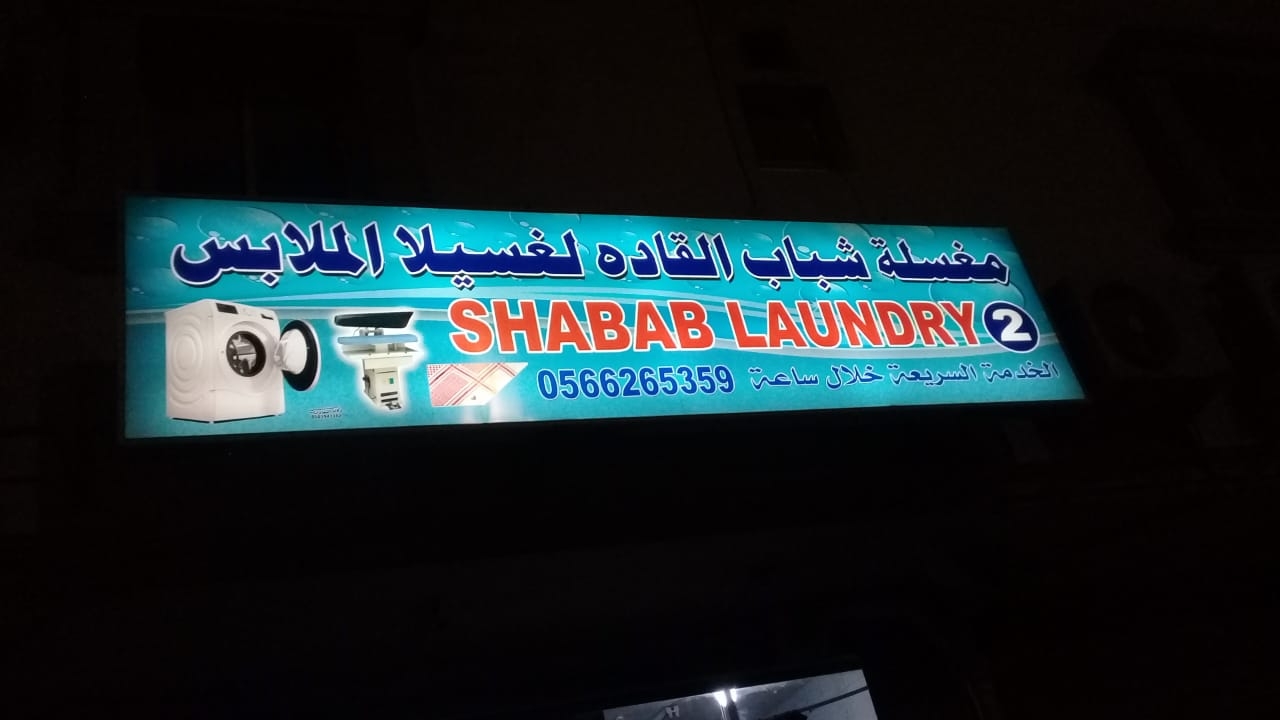 مغسلة شباب القاده لغسيلا الملابس
SHABAB LAUNDRY 2
0566265359 الخدمة السريعة خلال ساعة